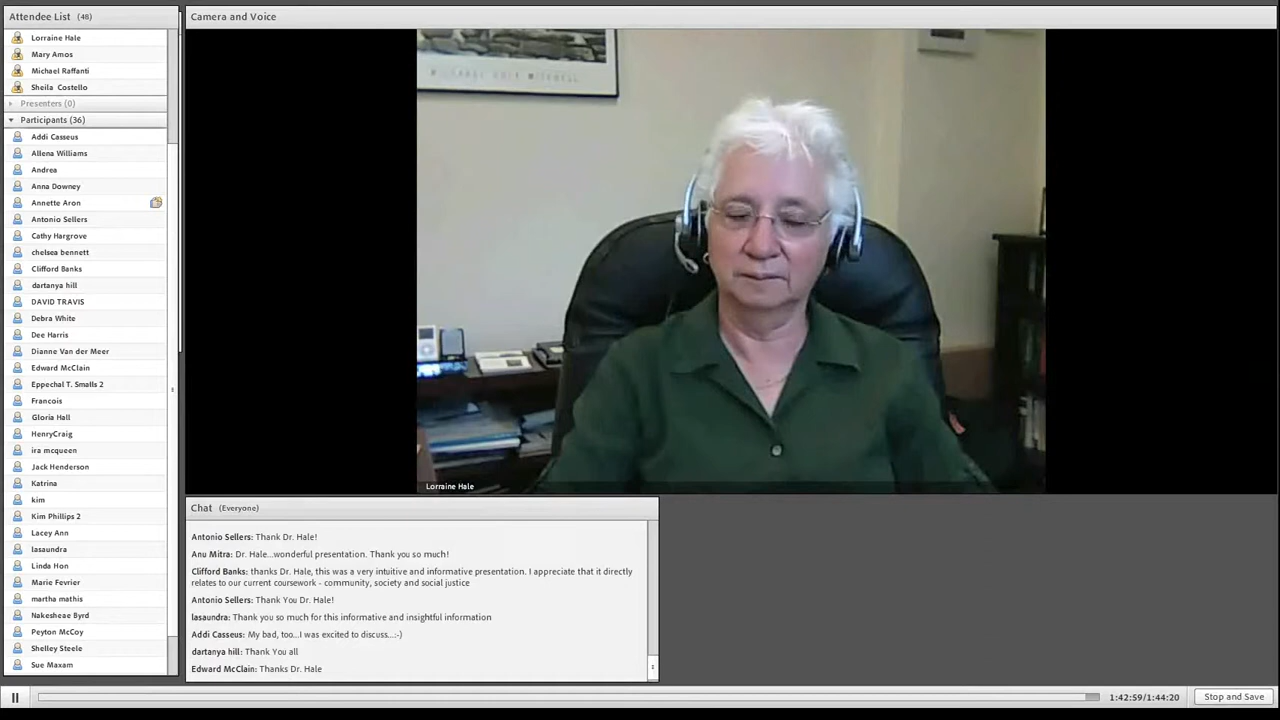 Attendee List (48)
Lorraine Hale
Mary Amos
Michael Raffanti
Sheila Costello
Presenters (0)
Participants (36)
Addi Casseus
Allena Williams
Andrea
Anna Downey
Annette Aron
Antonio Sellers
Cathy Hargrove
chelsea bennett
Clifford Banks
dartanya hill
DAVID TRAVIS
Debra White
Dee Harris
Dianne Van der Meer
Edward McClain
Eppechal T. Smalls 2
Francois
Gloria Hall
HenryCraig
ira mcqueen
Jack Henderson
Katrina
kim
Kim Phillips 2
Lacey Ann
lasaundra
Linda Hon
Marie Fevrier
martha mathis
Nakesheae Byrd
Peyton McCoy
Shelley Steele
Sue Maxam
Camera and Voice
Lorraine Hale
Chat (Everyone)
Antonio Sellers: Thank Dr. Hale!
Anu Mitra: Dr. Hale...wonderful presentation. Thank you so much!
Clifford Banks: thanks Dr. Hale, this was a very intuitive and informative presentation. I appreciate that it directly
relates to our current coursework - community, society and social justice
Antonio Sellers: Thank You Dr. Hale!
lasaundra: Thank you so much for this informative and insightful information
Addi Casseus: My bad, too...I was excited to discuss...:-)
dartanya hill: Thank You all
Edward McClain: Thanks Dr. Hale
1:42:59/1:44:20
Stop and Save